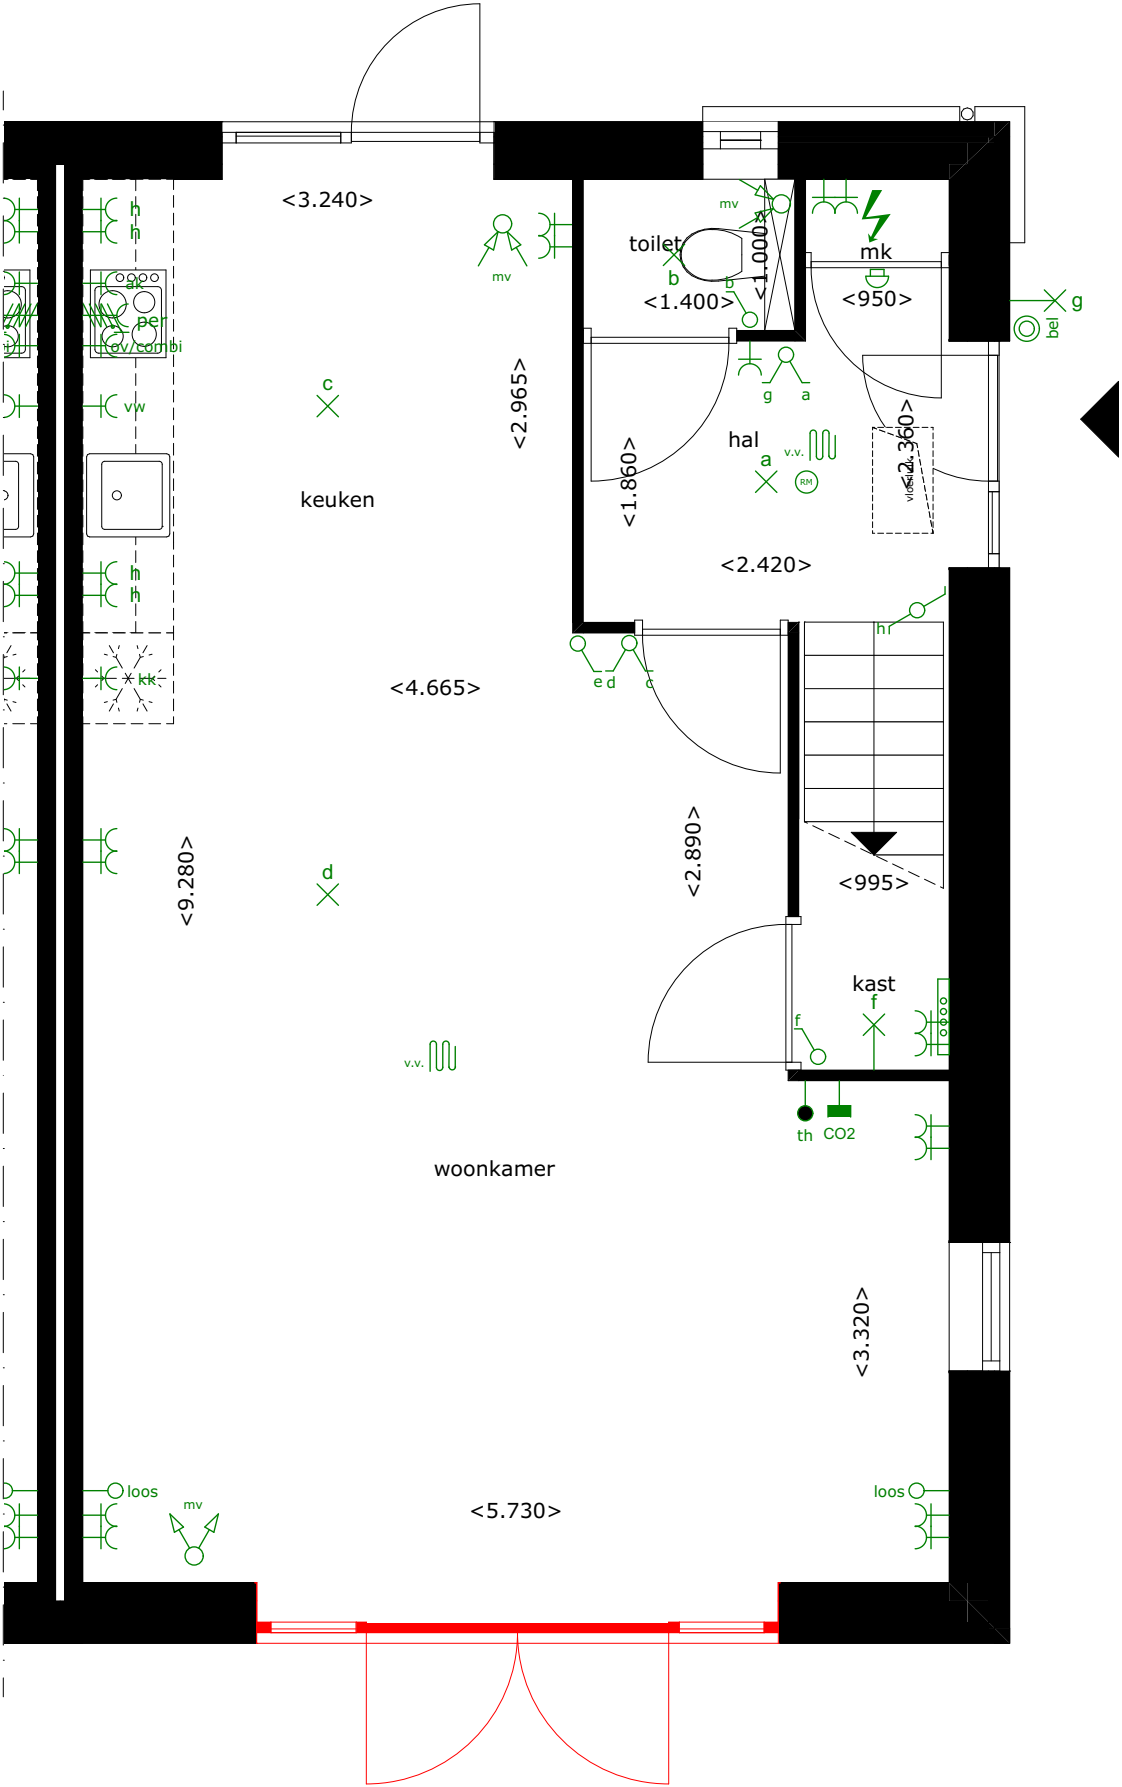 <3.240>
h
h
mv
toilet
mv
<1.000>
mk
b
b
<1.400>
<950>
g
bel
ak
per
ov/combi
vw
c
<2.965>
g
a
hal
v.v.
a
RM
<2.360>
<1.860>
keuken
<2.420>
h
h
hr
e
d
c
kk
<4.665>
<9.280>
d
<2.890>
<995>
kast
f
f
v.v.
th
CO2
woonkamer
<3.320>
loos
mv
<5.730>
loos